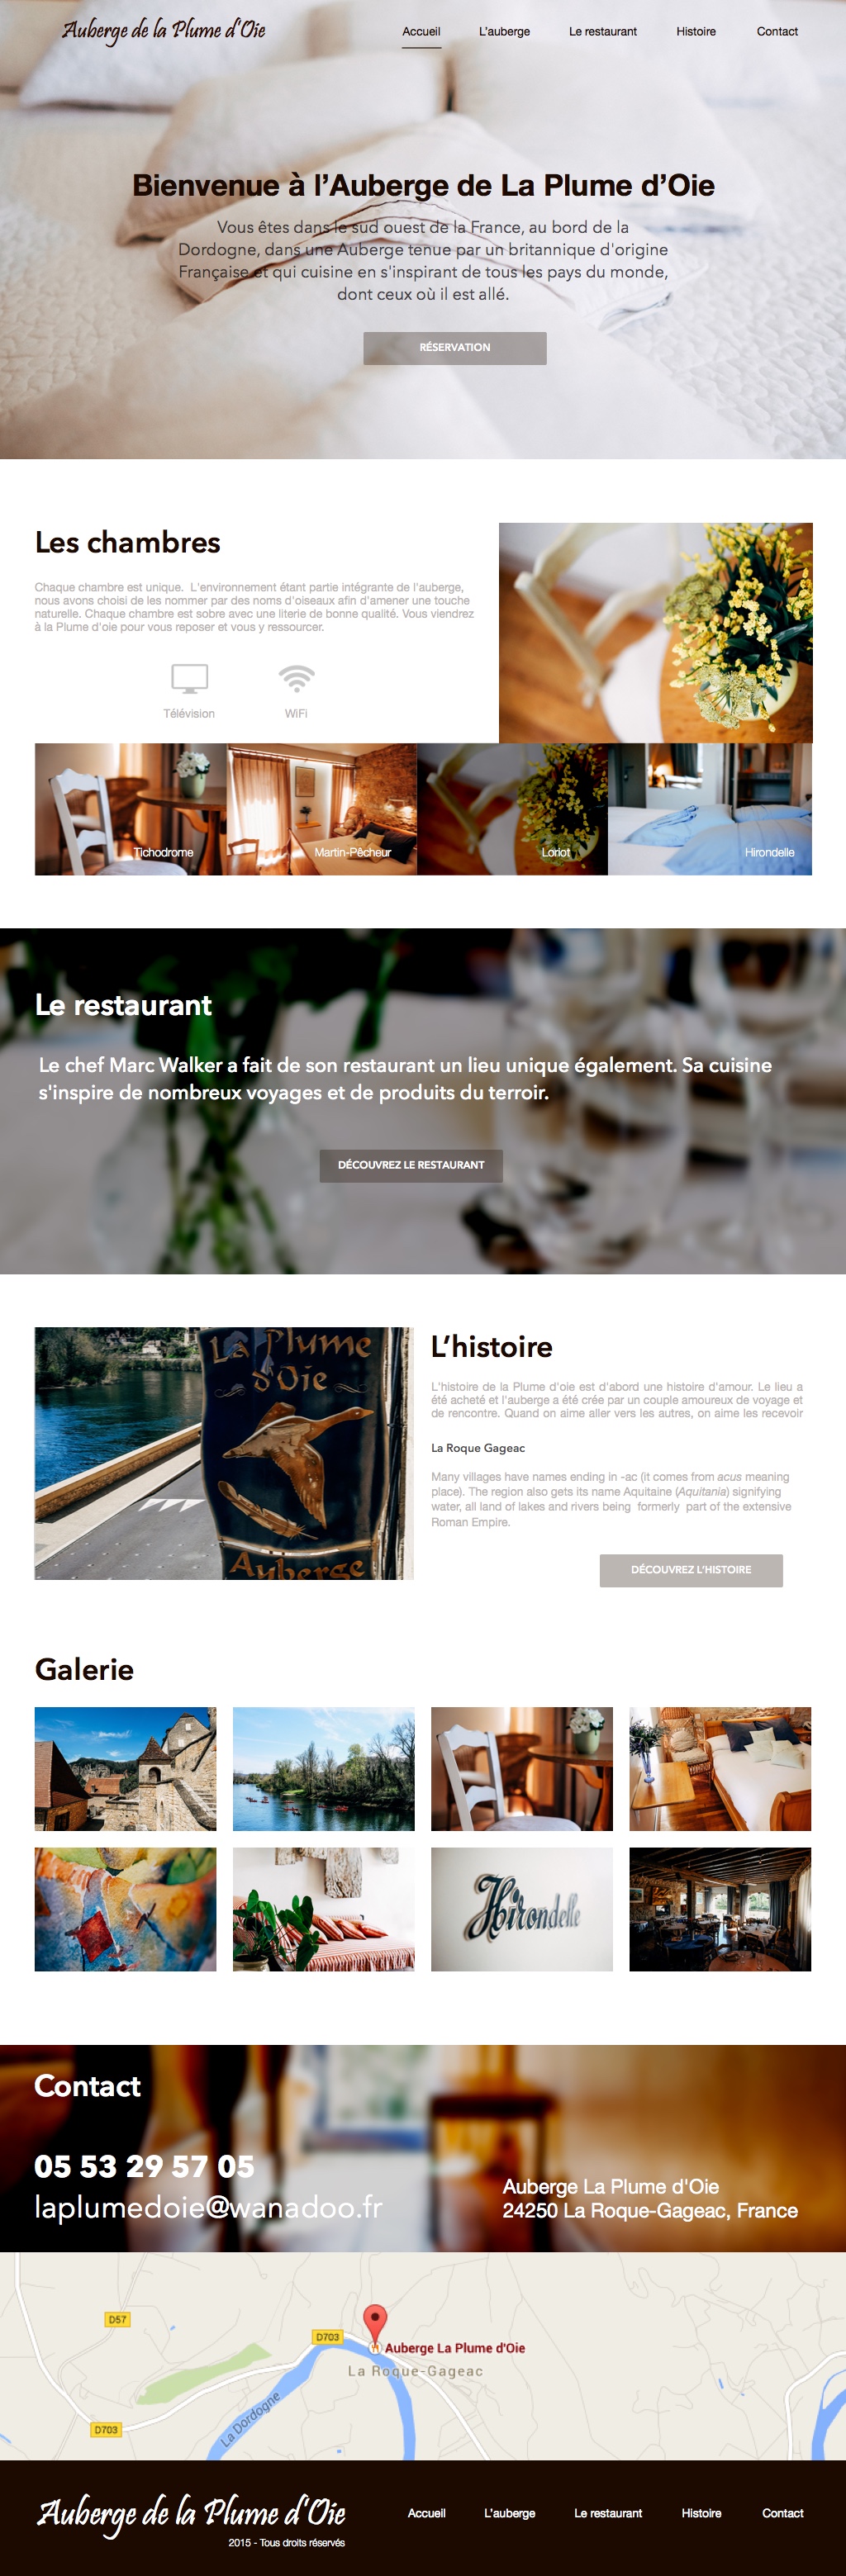 Auberge de la Plume d'Oie
Accueil L'auberge Le restaurant Histoire Contact
Bienvenue à l’Auberge de La Plume d’Oie
Vous êtes dans le sud ouest de la France, au bord de la
Dordogne, dans une Auberge tenue par un britannique d'origine
Française et qui cuisine en s'inspirant de tous les pays du monde,
dont ceux où il est allé.
RÉSERVATION
Les chambres
Chaque chambre est unique. L'environnement étant partie intégrante de l'auberge,
nous avons choisi de les nommer par des noms d'oiseaux afin d'amener une touche
naturelle. Chaque chambre est sobre avec une literie de bonne qualité. Vous viendrez
à la Plume d'oie pour vous reposer et vous y ressourcer.
Télévision WiFi
Tichodrome Martin-Pêcheur Loriot Hirondelle
Le restaurant
Le chef Marc Walker a fait de son restaurant un lieu unique également. Sa cuisine
s'inspire de nombreux voyages et de produits du terroir.
DÉCOUVREZ LE RESTAURANT
La Plume
d'Oie
Auberge
L’histoire
L'histoire de la Plume d'oie est d'abord une histoire d'amour. Le lieu a
été acheté et l'auberge a été crée par un couple amoureux de voyage et
de rencontre. Quand on aime aller vers les autres, on aime les recevoir
La Roque Gageac
Many villages have names ending in -ac (it comes from acus meaning
place). The region also gets its name Aquitaine (Aquitania) signifying
water, all land of lakes and rivers being formerly part of the extensive
Roman Empire.
DÉCOUVREZ L’HISTOIRE
Galerie
Hirondelle
Contact
05 53 29 57 05
laplumedoie@wanadoo.fr
Auberge La Plume d'Oie
24250 La Roque-Gageac, France
D57
D703
Auberge La Plume d'Oie
La Roque-Gageac
La Dordogne
D703
Auberge de la Plume d'Oie
2015 - Tous droits réservés
Accueil L'auberge Le restaurant Histoire Contact